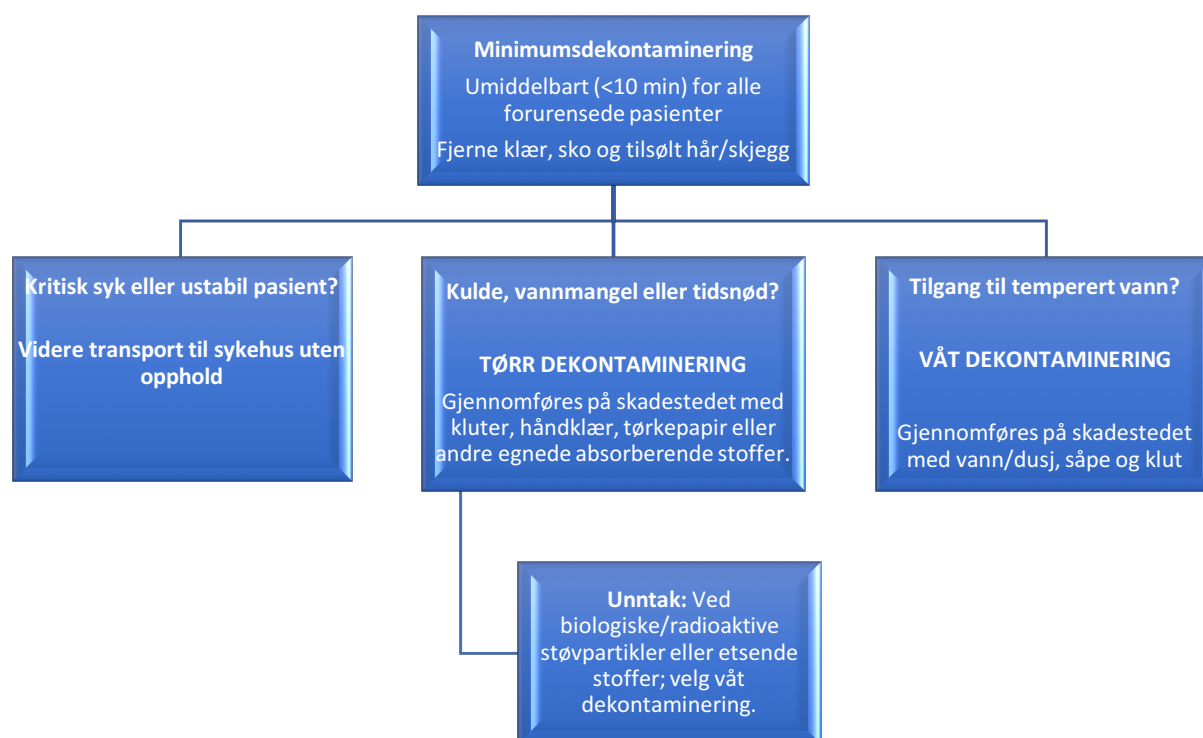 Minimumsdekontaminering
Umiddelbart (<10 min) for alle
forurensede pasienter
Fjerne klær, sko og tilsølt hår/skjegg
Kritisk syk eller ustabil pasient?
Videre transport til sykehus uten
opphold
Kulde, vannmangel eller tidsnød?
TØRR DEKONTAMINERING
Gjennomføres på skadestedet med
kluter, håndklær, tørkepapir eller
andre egnede absorberende stoffer.
Tilgang til temperert vann?
VÅT DEKONTAMINERING
Gjennomføres på skadestedet
med vann/dusj, såpe og klut
Unntak: Ved
biologiske/radioaktive
støvpartikler eller etsende
stoffer; velg våt
dekontaminering.